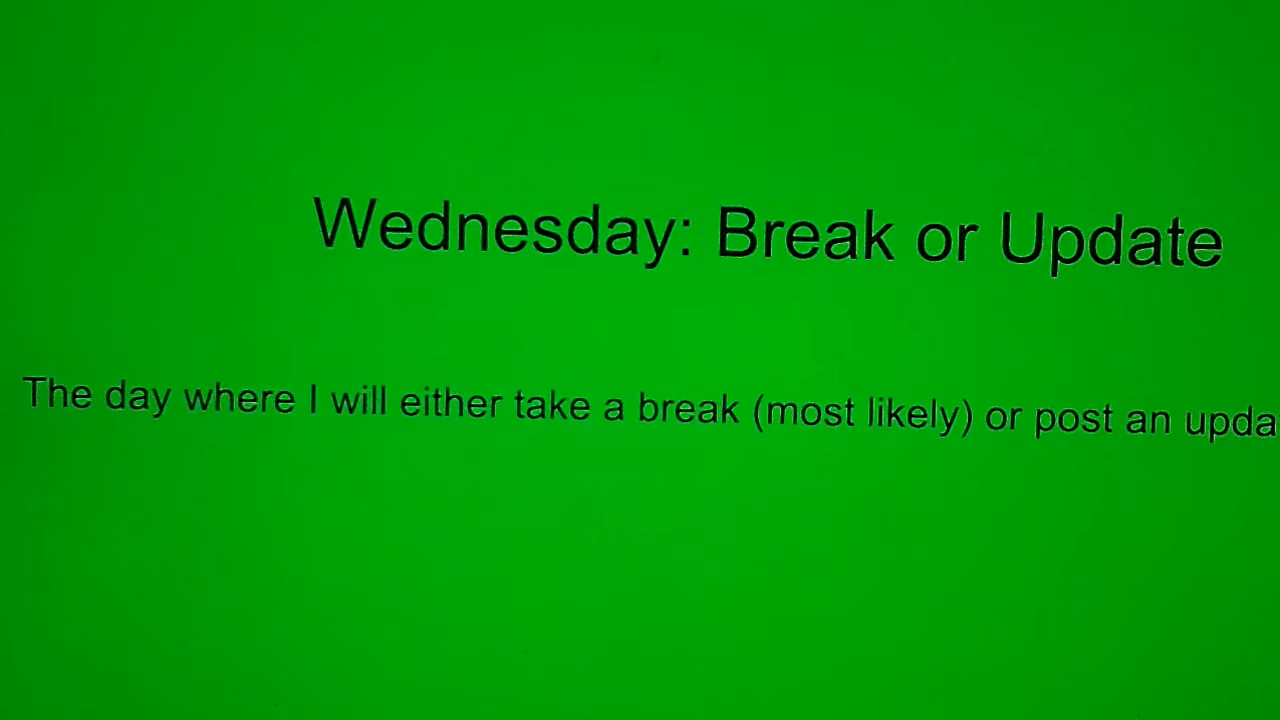 Wednesday: Break or Update
The day where I will either take a break (most likely) or post an upda